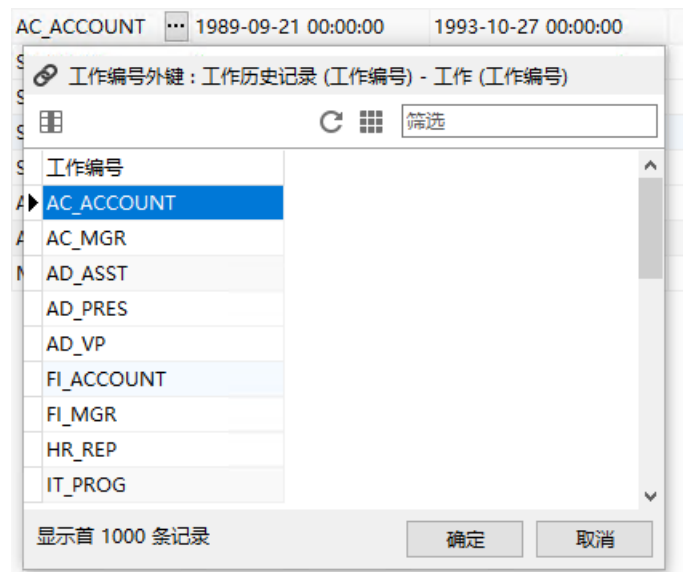 AC_ACCOUNT ... 1989-09-21 00:00:00 1993-10-27 00:00:00
工作编号外键 : 工作历史记录 (工作编号) - 工作 (工作编号)
筛选
工作编号
AC_ACCOUNT
AC_MGR
AD_ASST
AD_PRES
AD_VP
FI_ACCOUNT
FI_MGR
HR_REP
IT_PROG
显示首 1000 条记录 确定 取消